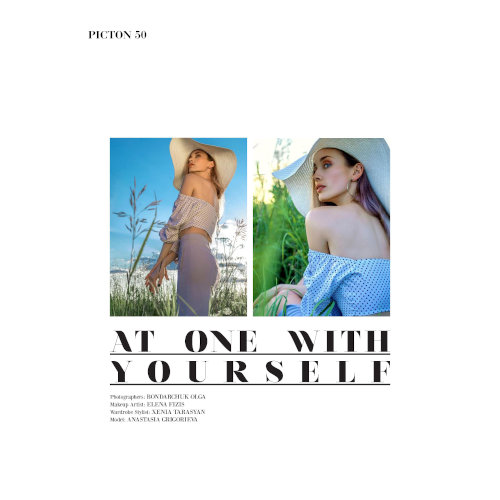 PICTON 50
AT ONE WITH
YOURSELF
Photographers: BONDARCHUK OLGA
Makeup Artist: ELENA FIZIS
Wardrobe Stylist: XENIA TARASYAN
Model: ANASTASIA GRIGORIEVA